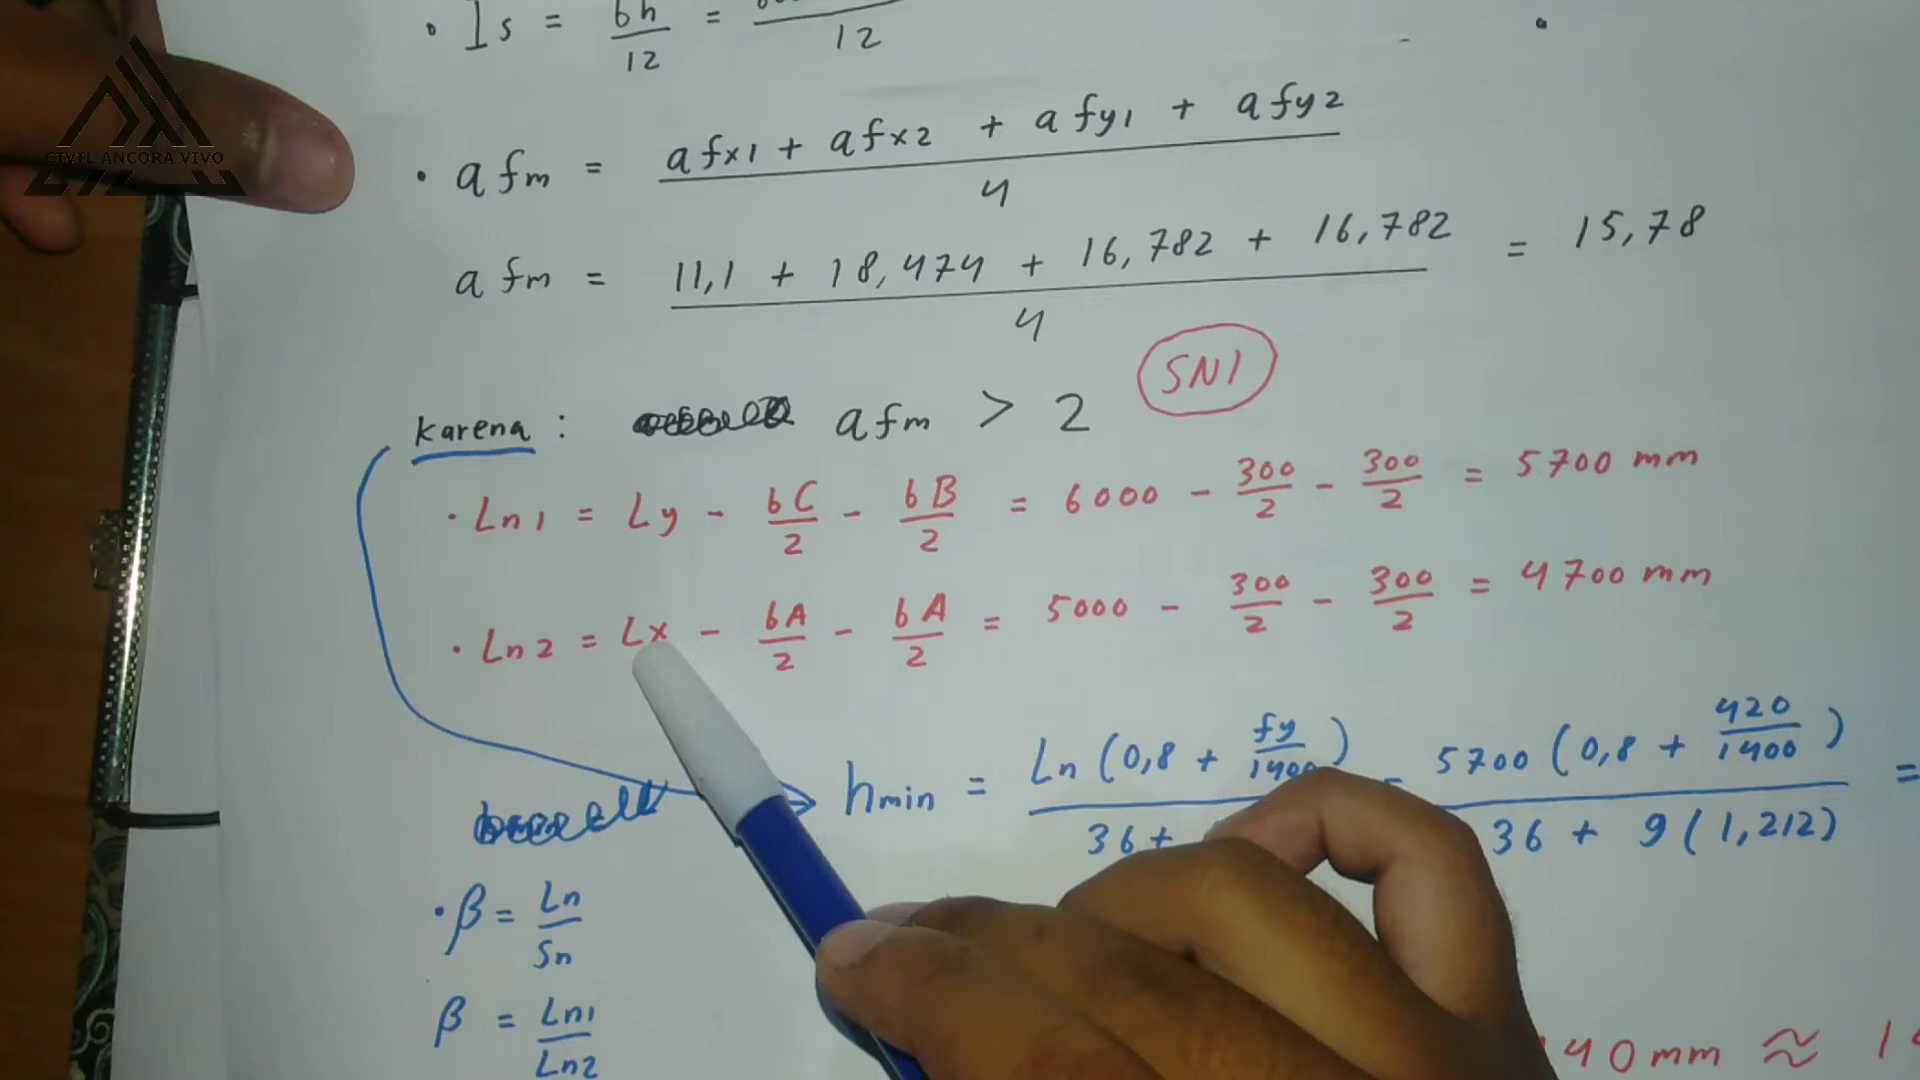 • Is = bh/12 = /12
CIVIL ANCORA VIVO
• afm = (afx1 + afx2 + afy1 + afy2)/4
afm = (11,1 + 18,474 + 16,782 + 16,782)/4 = 15,78
SNI
Karena : afm > 2
• Ln1 = Ly - bC/2 - bB/2 = 6000 - 300/2 - 300/2 = 5700 mm
• Ln2 = Lx - bA/2 - bA/2 = 5000 - 300/2 - 300/2 = 4700 mm
hmin = Ln (0,8 + fy/1400) / 36 + = 5700 (0,8 + 420/1400) / 36 + 9 (1,212) =
• β = Ln/Sn
β = Ln1/Ln2
140 mm ≈